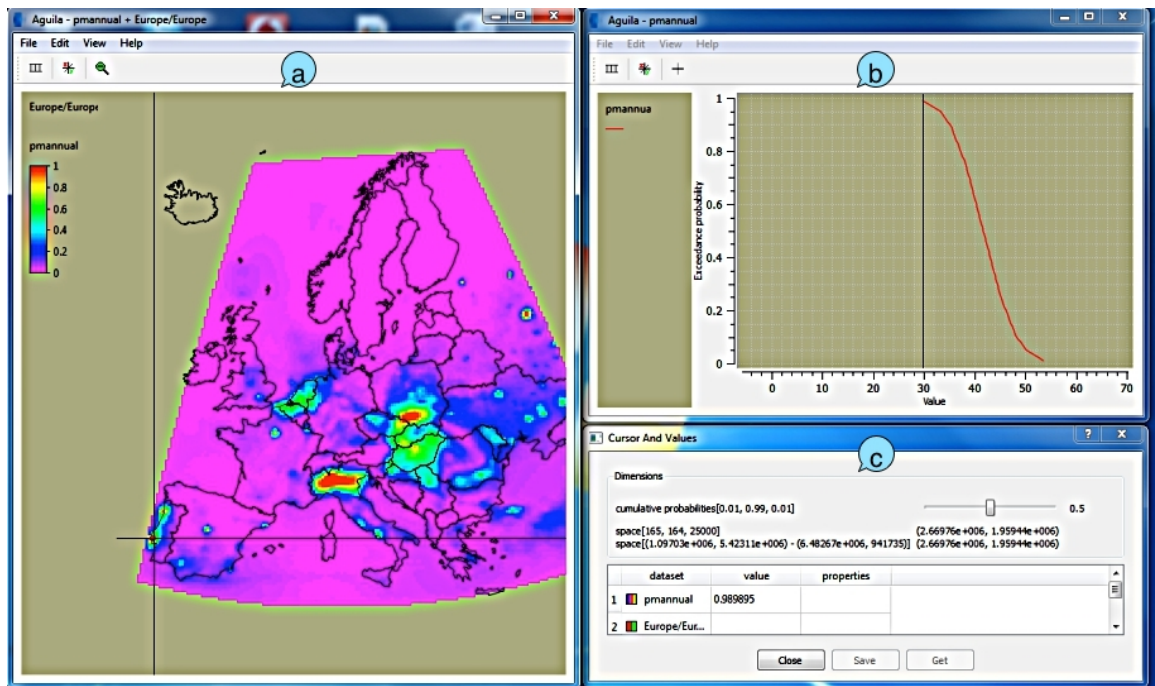 Aguila - pmannual + Europe/Europe
File Edit View Help
a
Europe/Europe
pmannual
1
0.8
0.6
0.4
0.2
0
Aguila - pmannual
File Edit View Help
b
pmannua
1
0.8
0.6
0.4
0.2
0
Exceedance probability
0 10 20 30 40 50 60 70
Value
Cursor And Values
c
Dimensions
cumulative probabilities[0.01, 0.99, 0.01] 0.5
space[165, 164, 25000] (2.66976e+006, 1.95944e+006)
space[(1.09703e+006, 5.42311e+006) - (6.48267e+006, 941735)] (2.66976e+006, 1.95944e+006)
dataset value properties
1 pmannual 0.989895
2 Europe/Eur...
Close Save Get